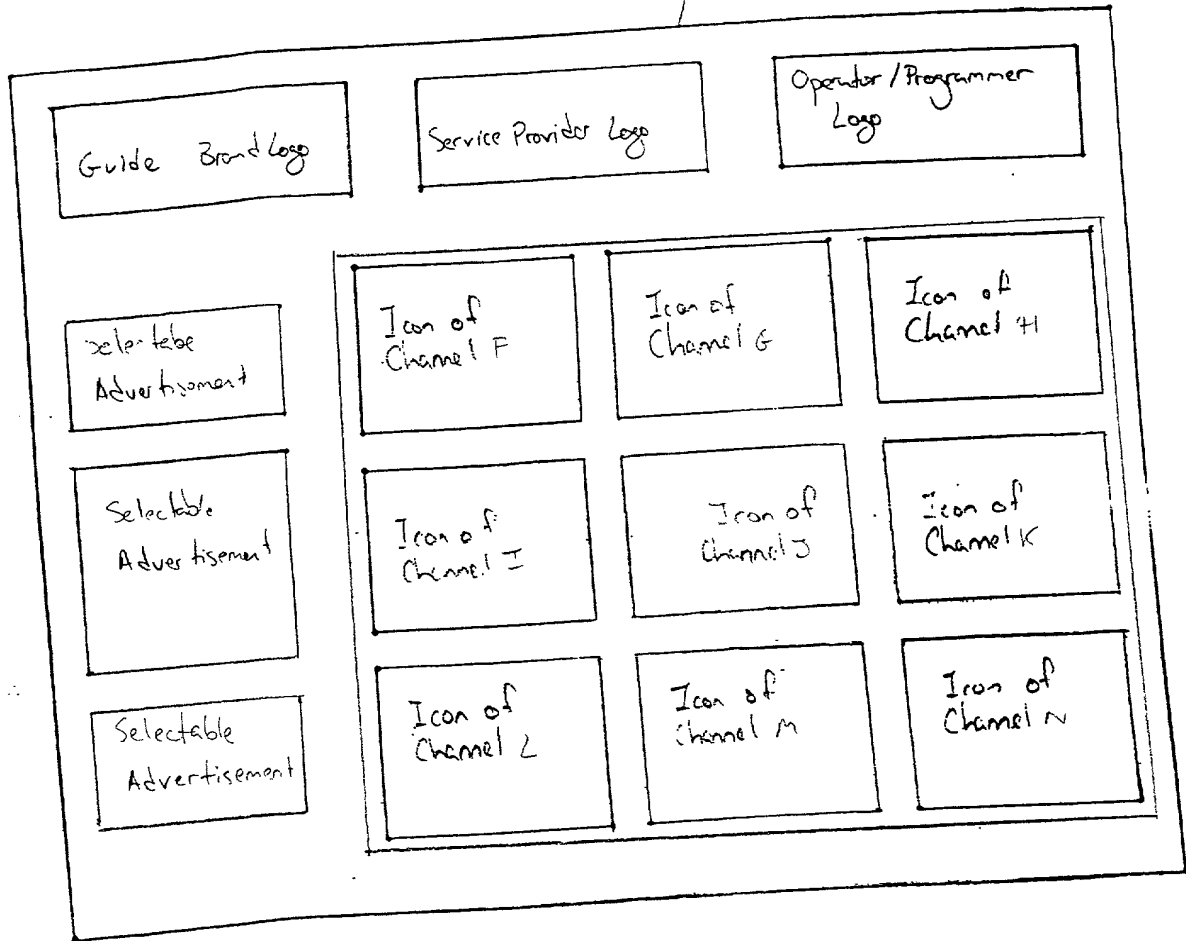 Guide Brand Logo
Service Provider Logo
Operator / Programmer
Logo
Icon of
Channel F
Icon of
Channel G
Icon of
Channel H
Advertisement
Selectable
Advertisement
Selectable
Advertisement
Icon of
Channel I
Icon of
Channel J
Icon of
Channel K
Icon of
Channel L
Icon of
Channel M
Icon of
Channel N